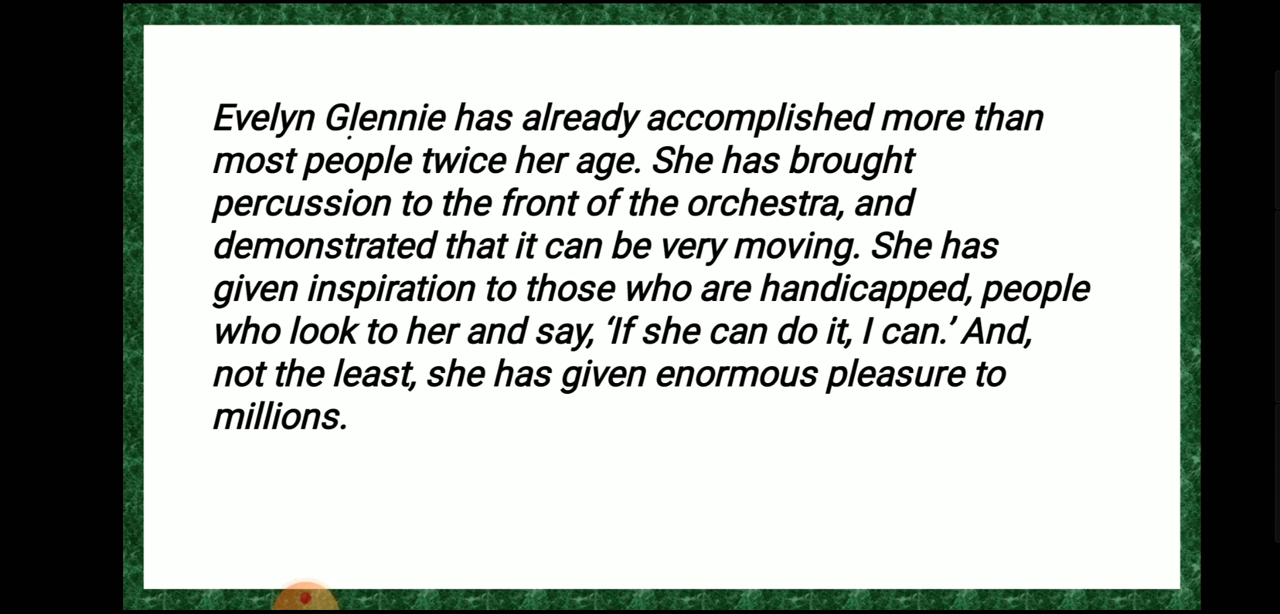 Evelyn Glennie has already accomplished more than
most people twice her age. She has brought
percussion to the front of the orchestra, and
demonstrated that it can be very moving. She has
given inspiration to those who are handicapped, people
who look to her and say, ‘If she can do it, I can.’ And,
not the least, she has given enormous pleasure to
millions.